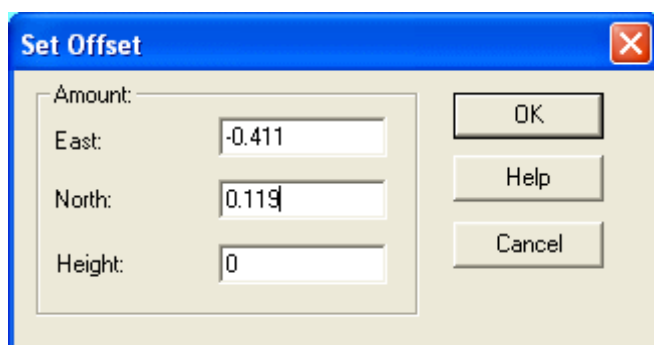 Set Offset
Amount:
East: -0.411
North: 0.119
Height: 0
OK
Help
Cancel